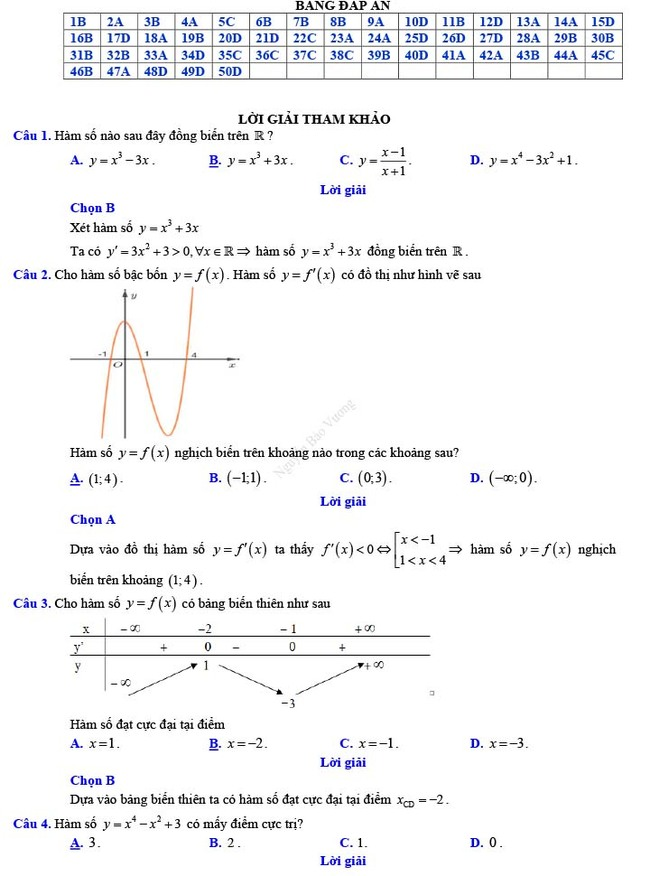 BẢNG ĐÁP ÁN
1B 2A 3B 4A 5C 6B 7B 8B 9A 10D 11B 12D 13A 14A 15D
16B 17D 18A 19B 20D 21D 22C 23A 24A 25D 26D 27D 28A 29B 30B
31B 32B 33A 34D 35C 36C 37C 38C 39B 40D 41A 42A 43B 44A 45C
46B 47A 48D 49D 50D
LỜI GIẢI THAM KHẢO
Câu 1. Hàm số nào sau đây đồng biến trên ℝ ?
A. y = x³ − 3x . B. y = x³ + 3x . C. y = (x−1)/(x+1) . D. y = x⁴ − 3x² + 1 .
Lời giải
Chọn B
Xét hàm số y = x³ + 3x
Ta có y' = 3x² + 3 > 0, ∀x ∈ ℝ ⇒ hàm số y = x³ + 3x đồng biến trên ℝ .
Câu 2. Cho hàm số bậc bốn y = f(x) . Hàm số y = f'(x) có đồ thị như hình vẽ sau
y
-1 1 4
O x
Nguyễn Bảo Vương
Hàm số y = f(x) nghịch biến trên khoảng nào trong các khoảng sau?
A. (1;4) . B. (−1;1) . C. (0;3) . D. (−∞;0) .
Lời giải
Chọn A
Dựa vào đồ thị hàm số y = f'(x) ta thấy f'(x) < 0 ⇔ [ x < −1 ; 1 < x < 4 ⇒ hàm số y = f(x) nghịch
biến trên khoảng (1;4) .
Câu 3. Cho hàm số y = f(x) có bảng biến thiên như sau
x −∞ −2 −1 +∞
y' + 0 − 0 +
y 1 +∞
−∞
−3
Hàm số đạt cực đại tại điểm
A. x = 1 . B. x = −2 . C. x = −1 . D. x = −3 .
Lời giải
Chọn B
Dựa vào bảng biến thiên ta có hàm số đạt cực đại tại điểm x_CD = −2 .
Câu 4. Hàm số y = x⁴ − x² + 3 có mấy điểm cực trị?
A. 3 . B. 2 . C. 1 . D. 0 .
Lời giải